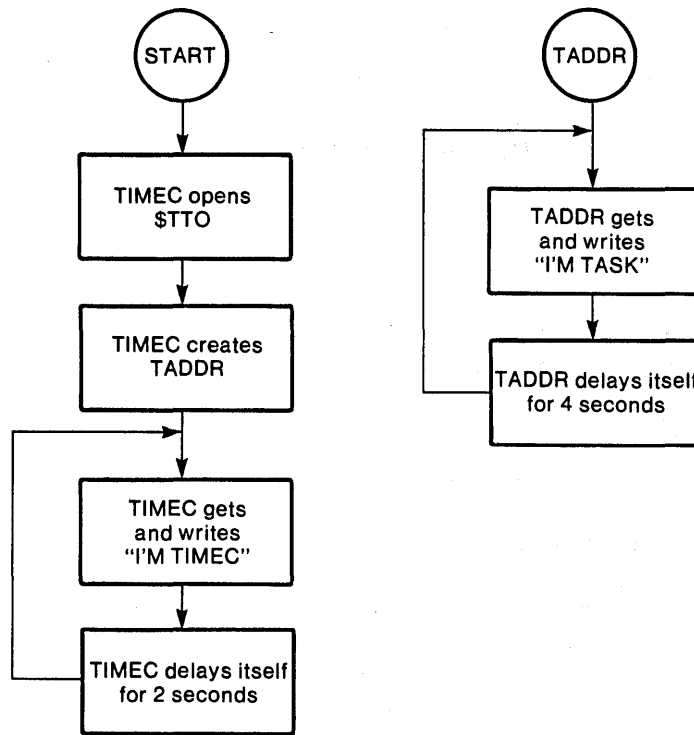 START
TIMEC opens
$TTO
TIMEC creates
TADDR
TIMEC gets
and writes
“I'M TIMEC”
TIMEC delays itself
for 2 seconds
TADDR
TADDR gets
and writes
“I'M TASK”
TADDR delays itself
for 4 seconds